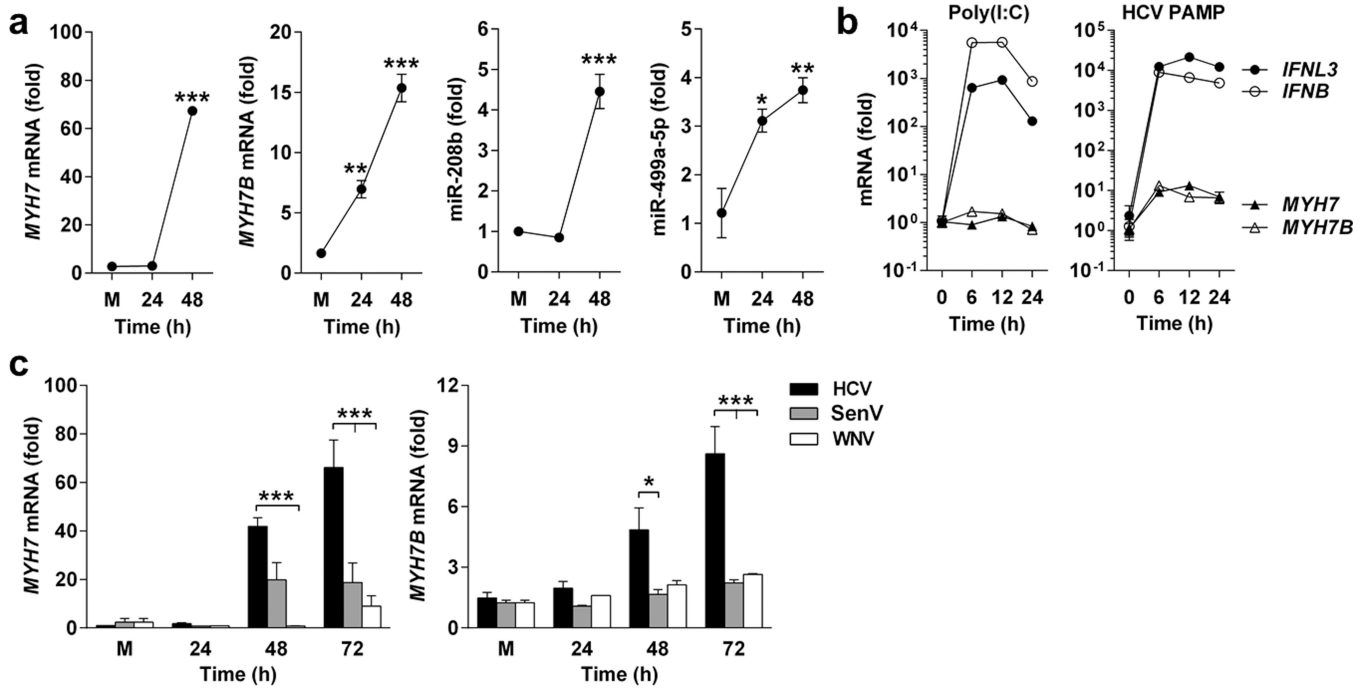 a
MYH7 mRNA (fold)
100
80
60
40
20
0
***
M 24 48
Time (h)
MYH7B mRNA (fold)
20
15
10
5
0
**
***
M 24 48
Time (h)
miR-208b (fold)
6
5
4
3
2
1
0
***
M 24 48
Time (h)
miR-499a-5p (fold)
5
4
3
2
1
0
*
**
M 24 48
Time (h)
b
Poly(I:C)
mRNA (fold)
10^4
10^3
10^2
10^1
10^0
10^-1
0 6 12 24
Time (h)
HCV PAMP
10^5
10^4
10^3
10^2
10^1
10^0
10^-1
0 6 12 24
Time (h)
IFNL3
IFNB
MYH7
MYH7B
c
MYH7 mRNA (fold)
100
80
60
40
20
0
***
***
M 24 48 72
Time (h)
MYH7B mRNA (fold)
12
9
6
3
0
*
***
M 24 48 72
Time (h)
HCV
SenV
WNV